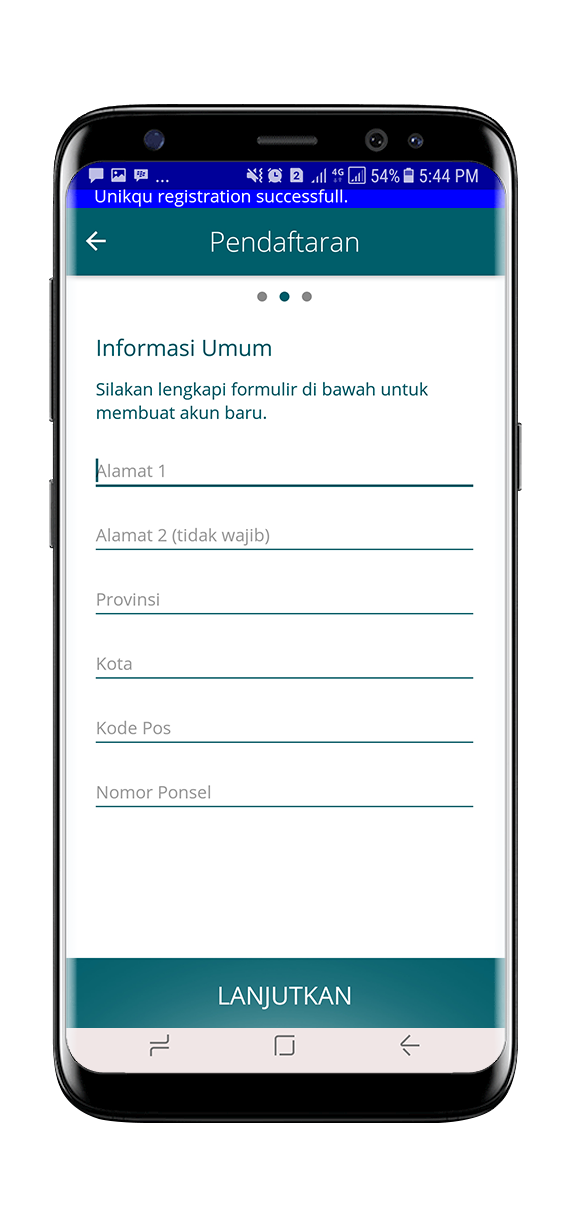 ... 2 4G 54% 5:44 PM
Unikqu registration successfull.
Pendaftaran
Informasi Umum
Silakan lengkapi formulir di bawah untuk
membuat akun baru.
Alamat 1
Alamat 2 (tidak wajib)
Provinsi
Kota
Kode Pos
Nomor Ponsel
LANJUTKAN